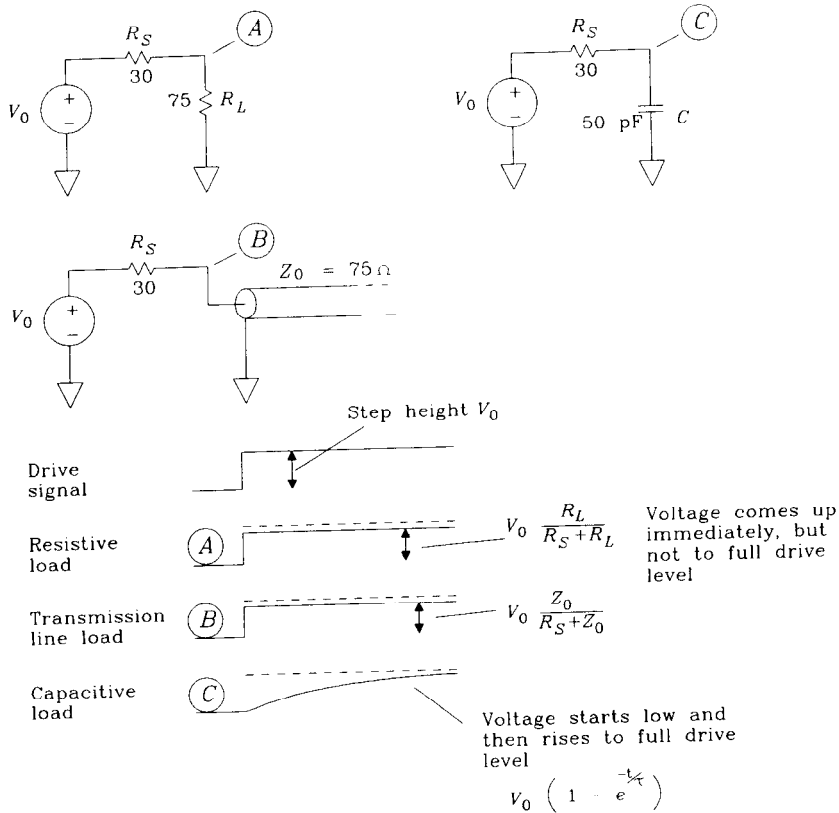 R_S
30
A
V_0
+
−
75 R_L
R_S
30
C
V_0
+
−
50 pF C
R_S
30
B
V_0
+
−
Z_0 = 75 Ω
Step height V_0
Drive
signal
Resistive
load
A
V_0 R_L / (R_S + R_L)
Voltage comes up
immediately, but
not to full drive
level
Transmission
line load
B
V_0 Z_0 / (R_S + Z_0)
Capacitive
load
C
Voltage starts low and
then rises to full drive
level
V_0 ( 1 - e^{-t/τ} )